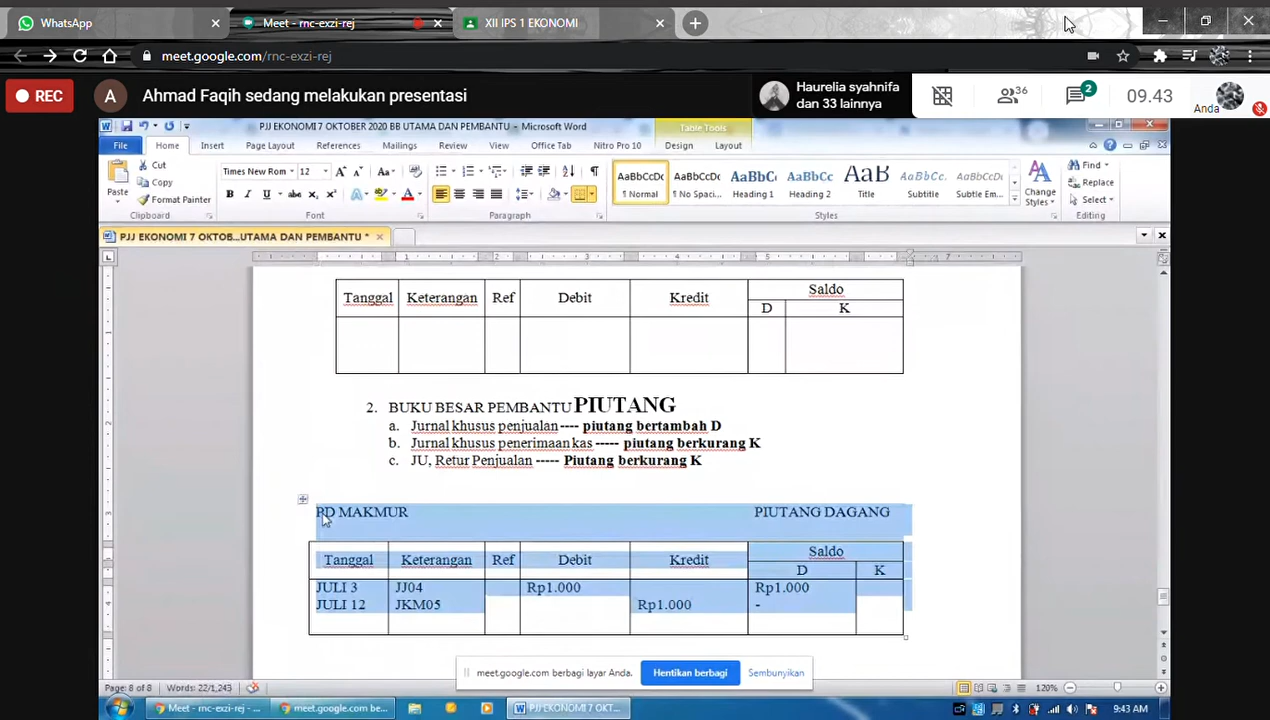 WhatsApp
Meet - rnc-exzi-rej
XII IPS 1 EKONOMI
meet.google.com/rnc-exzi-rej
REC
A
Ahmad Faqih sedang melakukan presentasi
Haurelia syahnifa
dan 33 lainnya
36
2
09.43
Anda
PJJ EKONOMI 7 OKTOBER 2020 BB UTAMA DAN PEMBANTU - Microsoft Word
Table Tools
File
Home
Insert
Page Layout
References
Mailings
Review
View
Office Tab
Nitro Pro 10
Design
Layout
Paste
Cut
Copy
Format Painter
Clipboard
Times New Rom
12
Font
Paragraph
AaBbCcDc
¶ Normal
AaBbCcDc
¶ No Spaci...
AaBbCc
Heading 1
AaBbCc
Heading 2
AaB
Title
AaBbCc.
Subtitle
AaBbCcDc
Subtle Em...
Change
Styles
Styles
Find
Replace
Select
Editing
PJJ EKONOMI 7 OKTOB...UTAMA DAN PEMBANTU *
Tanggal Keterangan Ref Debit Kredit Saldo
D K
2. BUKU BESAR PEMBANTU PIUTANG
a. Jurnal khusus penjualan ---- piutang bertambah D
b. Jurnal khusus penerimaan kas ----- piutang berkurang K
c. JU, Retur Penjualan ----- Piutang berkurang K
PD MAKMUR PIUTANG DAGANG
Tanggal Keterangan Ref Debit Kredit Saldo
D K
JULI 3 JJ04 Rp1.000 Rp1.000
JULI 12 JKM05 Rp1.000 -
meet.google.com berbagi layar Anda.
Hentikan berbagi
Sembunyikan
Page: 8 of 8
Words: 22/1,243
120%
Meet - rnc-exzi-rej - ...
meet.google.com be...
PJJ EKONOMI 7 OKT...
9:43 AM